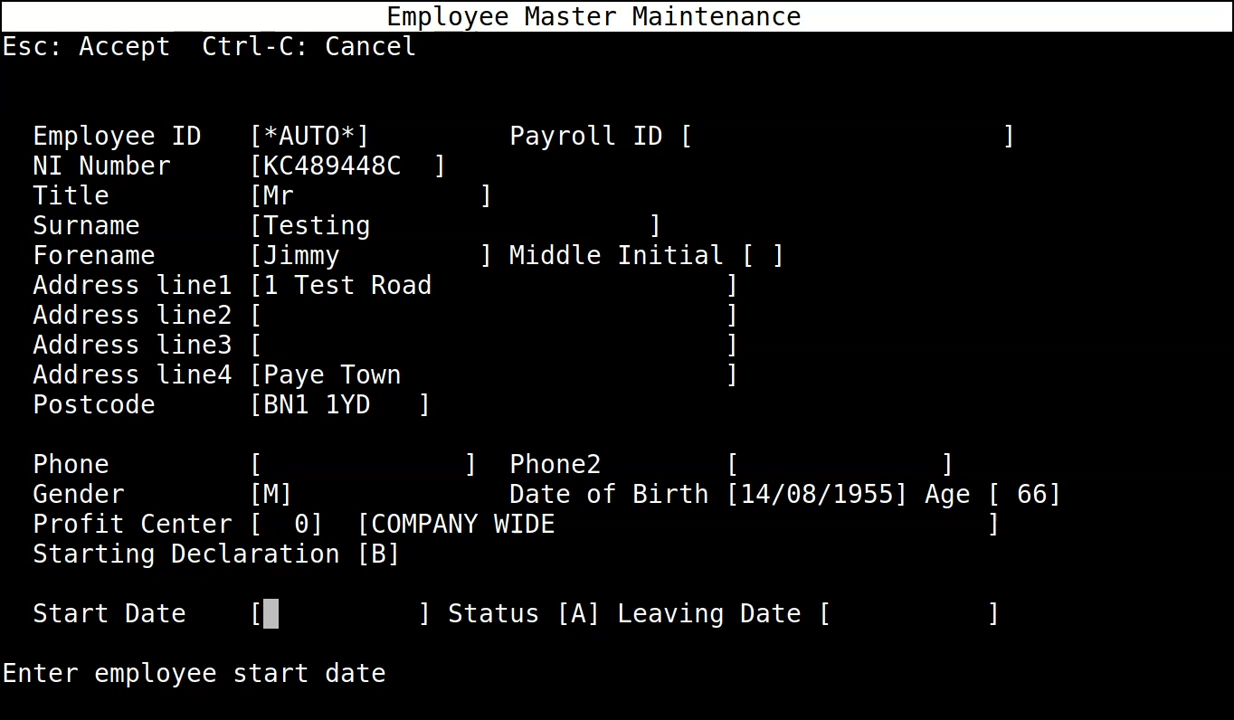 Employee Master Maintenance
Esc: Accept  Ctrl-C: Cancel
Employee ID   [*AUTO*]         Payroll ID [                    ]
NI Number     [KC489448C  ]
Title         [Mr            ]
Surname       [Testing                  ]
Forename      [Jimmy         ] Middle Initial [ ]
Address line1 [1 Test Road                   ]
Address line2 [                              ]
Address line3 [                              ]
Address line4 [Paye Town                     ]
Postcode      [BN1 1YD   ]
Phone         [             ]  Phone2        [             ]
Gender        [M]              Date of Birth [14/08/1955] Age [ 66]
Profit Center [  0]  [COMPANY WIDE                            ]
Starting Declaration [B]
Start Date    [          ] Status [A] Leaving Date [          ]
Enter employee start date